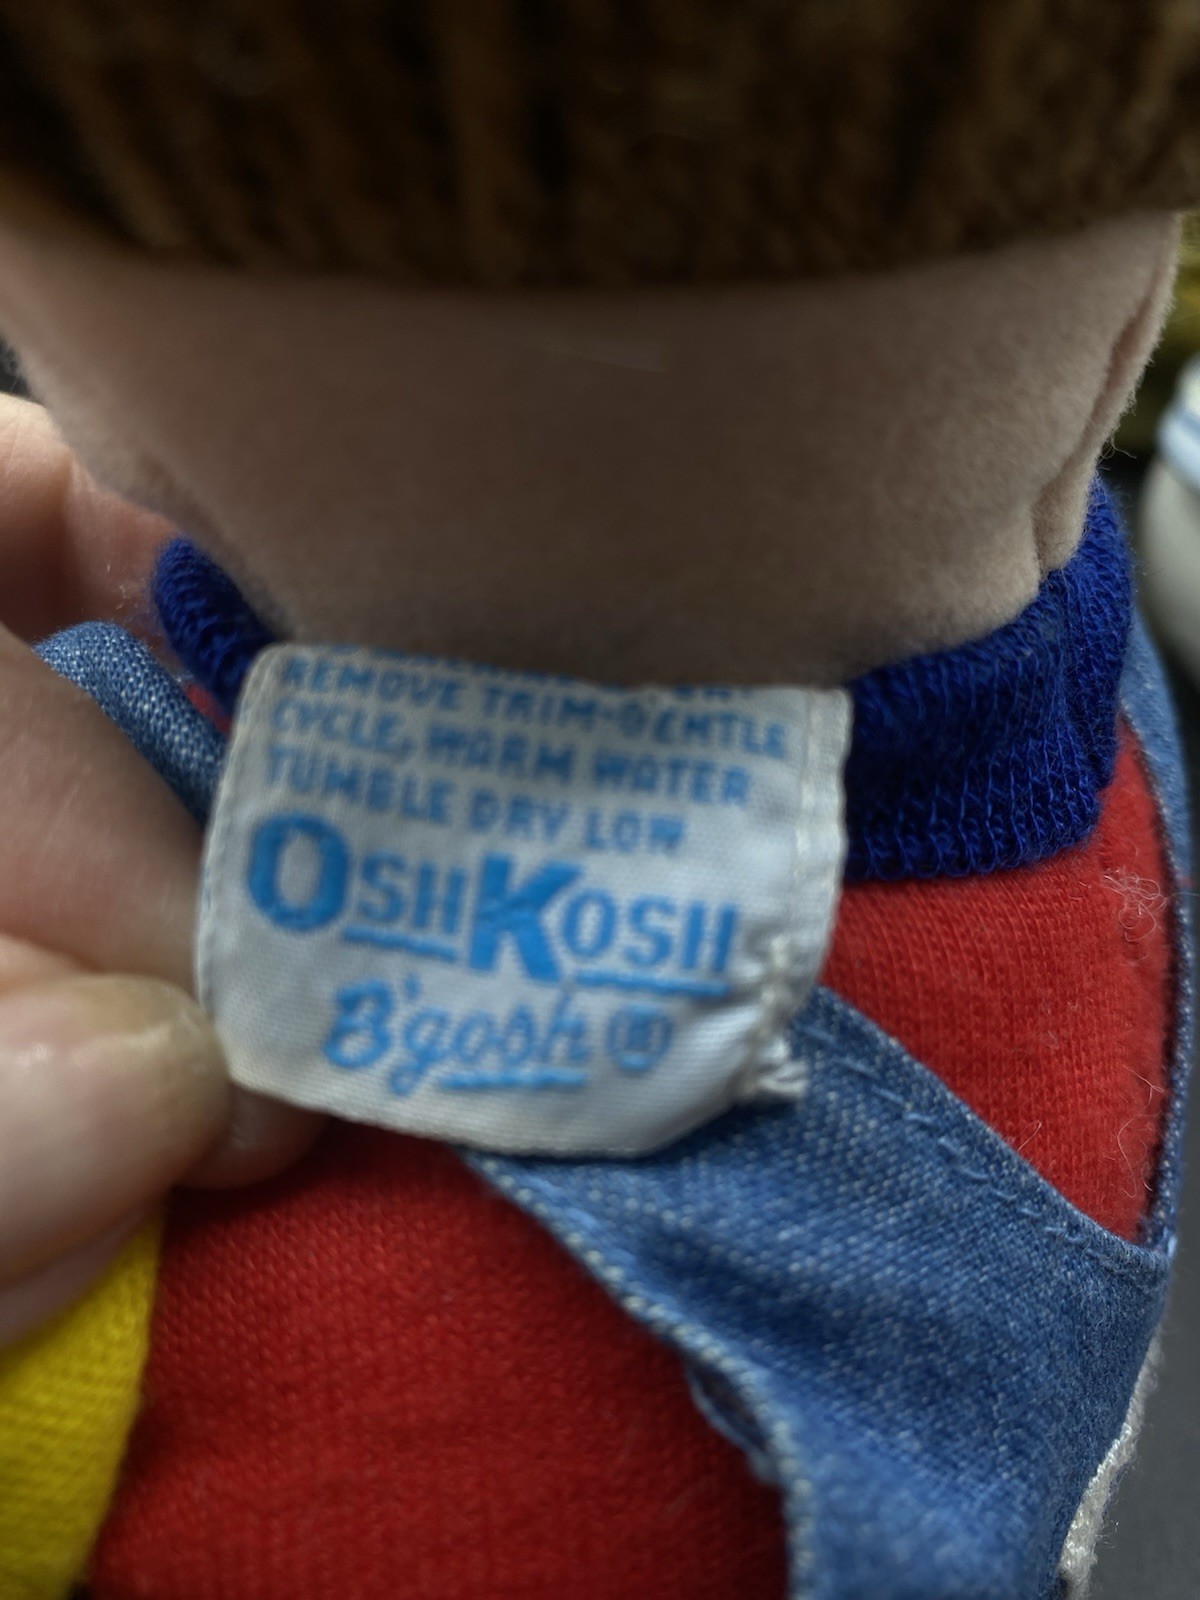 REMOVE TRIM-GENTLE
CYCLE, WARM WATER
TUMBLE DRY LOW
OSHKOSH
B'gosh ®